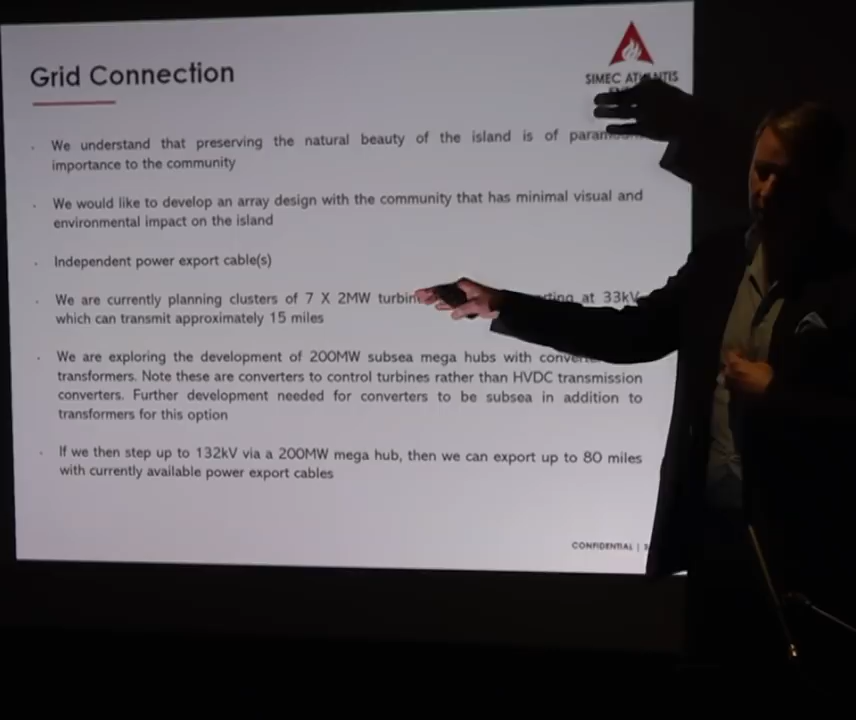 Grid Connection
SIMEC ATLANTIS
· We understand that preserving the natural beauty of the island is of
importance to the community
· We would like to develop an array design with the community that has minimal visual and
environmental impact on the island
· Independent power export cable(s)
· We are currently planning clusters of 7 X 2MW at 33kV
which can transmit approximately 15 miles
· We are exploring the development of 200MW subsea mega hubs with
transformers. Note these are converters to control turbines rather than HVDC transmission
converters. Further development needed for converters to be subsea in addition to
transformers for this option
· If we then step up to 132kV via a 200MW mega hub, then we can export up to 80 miles
with currently available power export cables
CONFIDENTIAL |